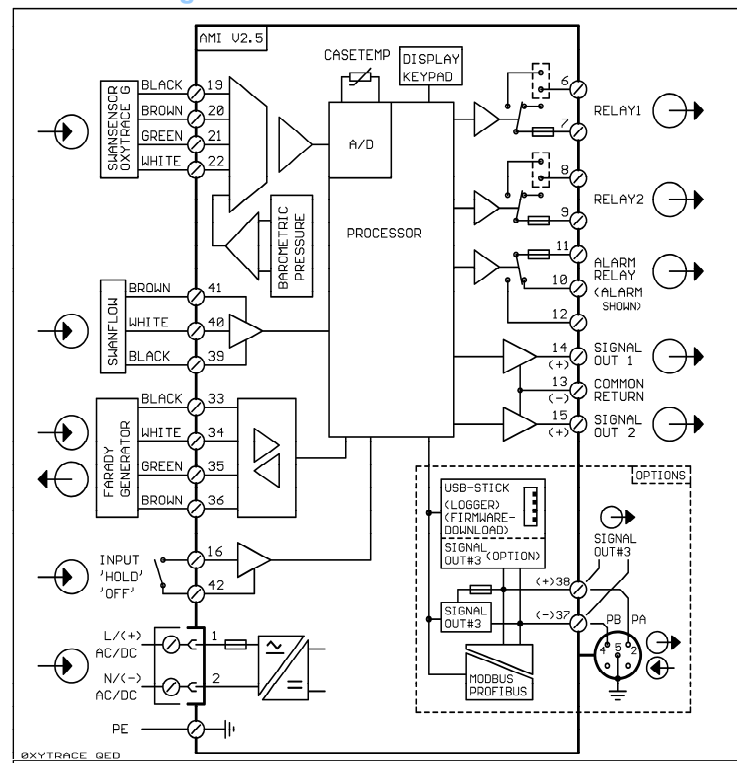 AMI V2.5
SWANSENSOR
OXYTRACE G
BLACK 19
BROWN 20
GREEN 21
WHITE 22
CASETEMP
DISPLAY
KEYPAD
A/D
PROCESSOR
BAROMETRIC
PRESSURE
6
7
RELAY1
8
9
RELAY2
11
10
12
ALARM
RELAY
(ALARM
SHOWN)
SWANFLOW
BROWN 41
WHITE 40
BLACK 39
14
(+)
SIGNAL
OUT 1
13
(-)
COMMON
RETURN
15
(+)
SIGNAL
OUT 2
FARADY
GENERATOR
BLACK 33
WHITE 34
GREEN 35
BROWN 36
INPUT
'HOLD'
'OFF'
16
42
OPTIONS
USB-STICK
(LOGGER)
(FIRMWARE-
DOWNLOAD)
SIGNAL
OUT#3 (OPTION)
SIGNAL
OUT#3
(+)38
(-)37
SIGNAL
OUT#3
PB PA
4 5 2
MODBUS
PROFIBUS
L/(+)
AC/DC
1
N/(-)
AC/DC
2
PE
OXYTRACE QED